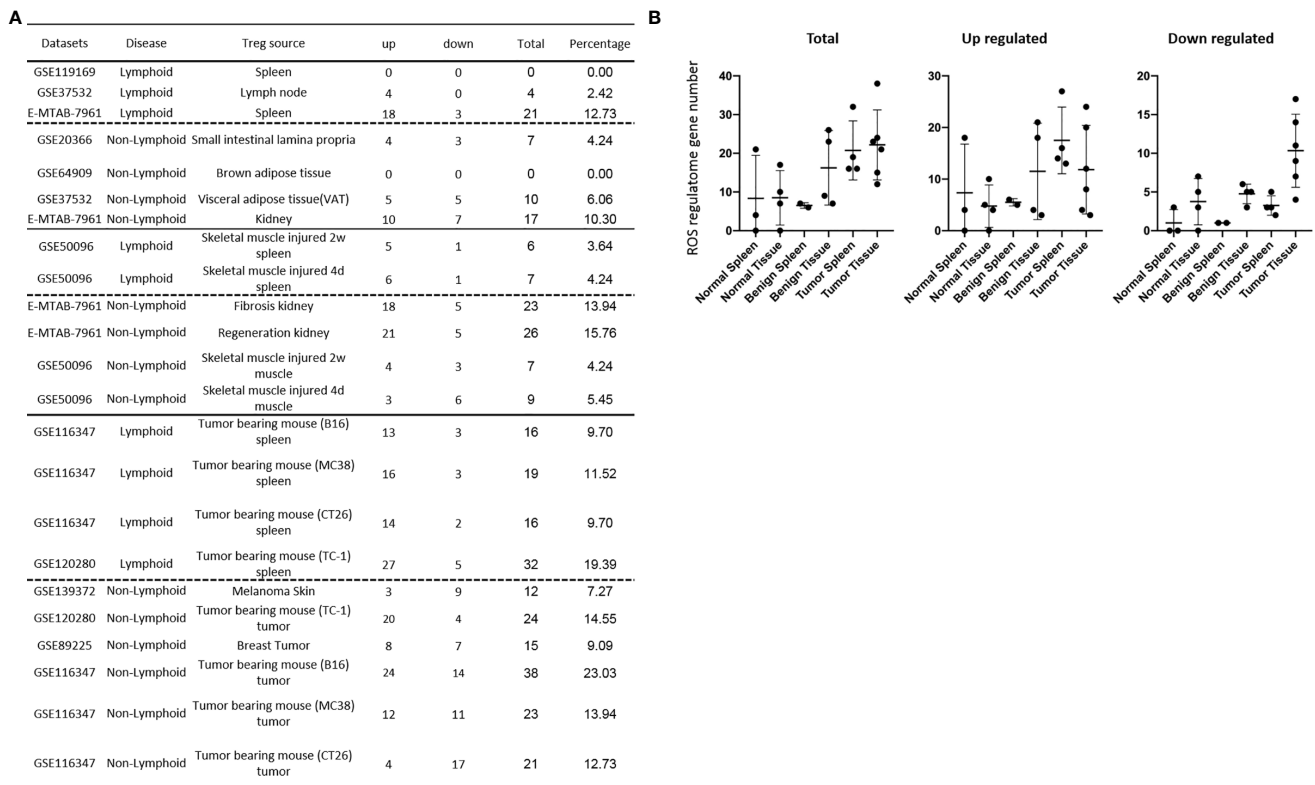 A
Datasets Disease Treg source up down Total Percentage
GSE119169 Lymphoid Spleen 0 0 0 0.00
GSE37532 Lymphoid Lymph node 4 0 4 2.42
E-MTAB-7961 Lymphoid Spleen 18 3 21 12.73
GSE20366 Non-Lymphoid Small intestinal lamina propria 4 3 7 4.24
GSE64909 Non-Lymphoid Brown adipose tissue 0 0 0 0.00
GSE37532 Non-Lymphoid Visceral adipose tissue(VAT) 5 5 10 6.06
E-MTAB-7961 Non-Lymphoid Kidney 10 7 17 10.30
GSE50096 Lymphoid Skeletal muscle injured 2w spleen 5 1 6 3.64
GSE50096 Lymphoid Skeletal muscle injured 4d spleen 6 1 7 4.24
E-MTAB-7961 Non-Lymphoid Fibrosis kidney 18 5 23 13.94
E-MTAB-7961 Non-Lymphoid Regeneration kidney 21 5 26 15.76
GSE50096 Non-Lymphoid Skeletal muscle injured 2w muscle 4 3 7 4.24
GSE50096 Non-Lymphoid Skeletal muscle injured 4d muscle 3 6 9 5.45
GSE116347 Lymphoid Tumor bearing mouse (B16) spleen 13 3 16 9.70
GSE116347 Lymphoid Tumor bearing mouse (MC38) spleen 16 3 19 11.52
GSE116347 Lymphoid Tumor bearing mouse (CT26) spleen 14 2 16 9.70
GSE120280 Lymphoid Tumor bearing mouse (TC-1) spleen 27 5 32 19.39
GSE139372 Non-Lymphoid Melanoma Skin 3 9 12 7.27
GSE120280 Non-Lymphoid Tumor bearing mouse (TC-1) tumor 20 4 24 14.55
GSE89225 Non-Lymphoid Breast Tumor 8 7 15 9.09
GSE116347 Non-Lymphoid Tumor bearing mouse (B16) tumor 24 14 38 23.03
GSE116347 Non-Lymphoid Tumor bearing mouse (MC38) tumor 12 11 23 13.94
GSE116347 Non-Lymphoid Tumor bearing mouse (CT26) tumor 4 17 21 12.73
B
ROS regulatome gene number
Total
40
30
20
10
0
Normal Spleen
Normal Tissue
Benign Spleen
Benign Tissue
Tumor Spleen
Tumor Tissue
Up regulated
30
20
10
0
Normal Spleen
Normal Tissue
Benign Spleen
Benign Tissue
Tumor Spleen
Tumor Tissue
Down regulated
20
15
10
5
0
Normal Spleen
Normal Tissue
Benign Spleen
Benign Tissue
Tumor Spleen
Tumor Tissue